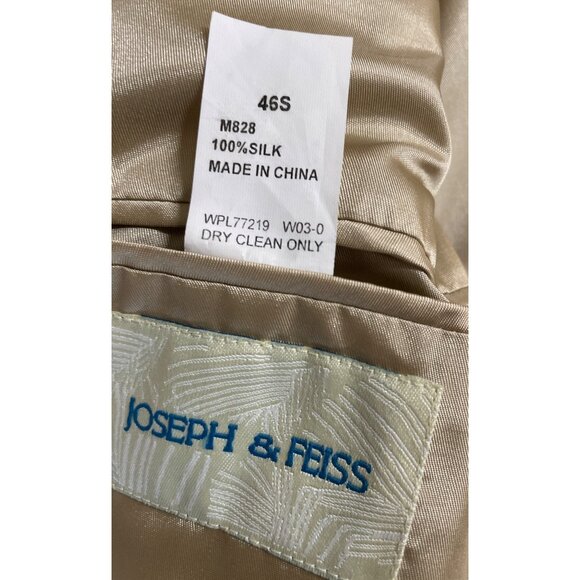 46S
M828
100%SILK
MADE IN CHINA
WPL77219 W03-0
DRY CLEAN ONLY
JOSEPH & FEISS